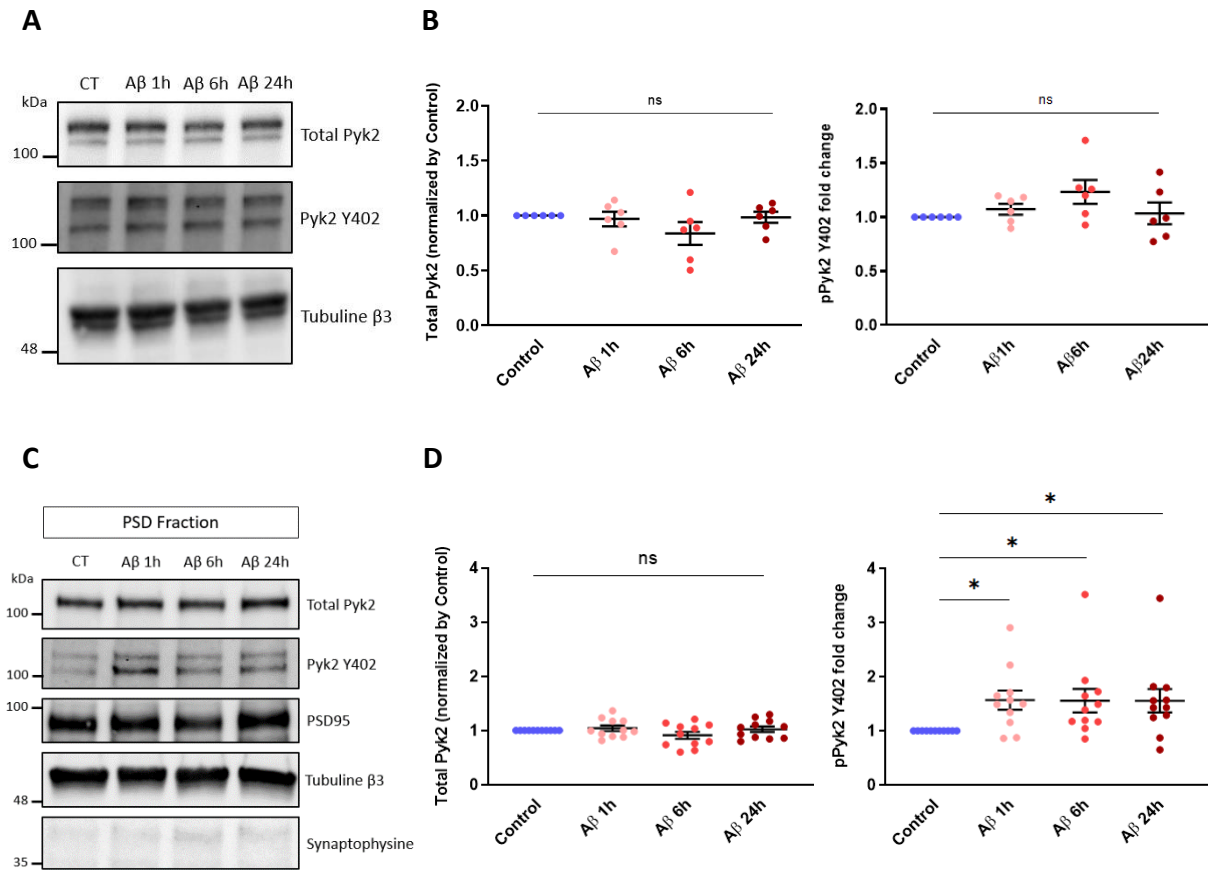 A
CT Aβ 1h Aβ 6h Aβ 24h
kDa
Total Pyk2
100
Pyk2 Y402
100
Tubuline β3
48
B
Total Pyk2 (normalized by Control)
2.0
1.5
1.0
0.5
0.0
ns
Control
Aβ 1h
Aβ 6h
Aβ 24h
pPyk2 Y402 fold change
2.0
1.5
1.0
0.5
0.0
ns
Control
Aβ1h
Aβ6h
Aβ24h
C
PSD Fraction
CT Aβ 1h Aβ 6h Aβ 24h
kDa
Total Pyk2
100
Pyk2 Y402
100
100
PSD95
Tubuline β3
48
Synaptophysine
35
D
Total Pyk2 (normalized by Control)
4
3
2
1
0
ns
Control
Aβ 1h
Aβ 6h
Aβ 24h
pPyk2 Y402 fold change
4
3
2
1
0
*
*
*
Control
Aβ 1h
Aβ 6h
Aβ 24h